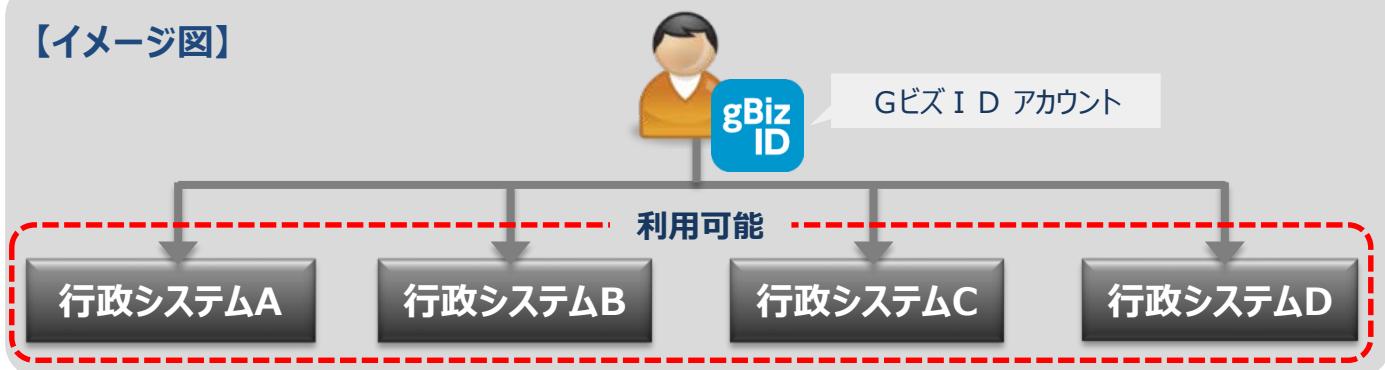 【イメージ図】
gBiz
ID
GビズID アカウント
利用可能
行政システムA
行政システムB
行政システムC
行政システムD